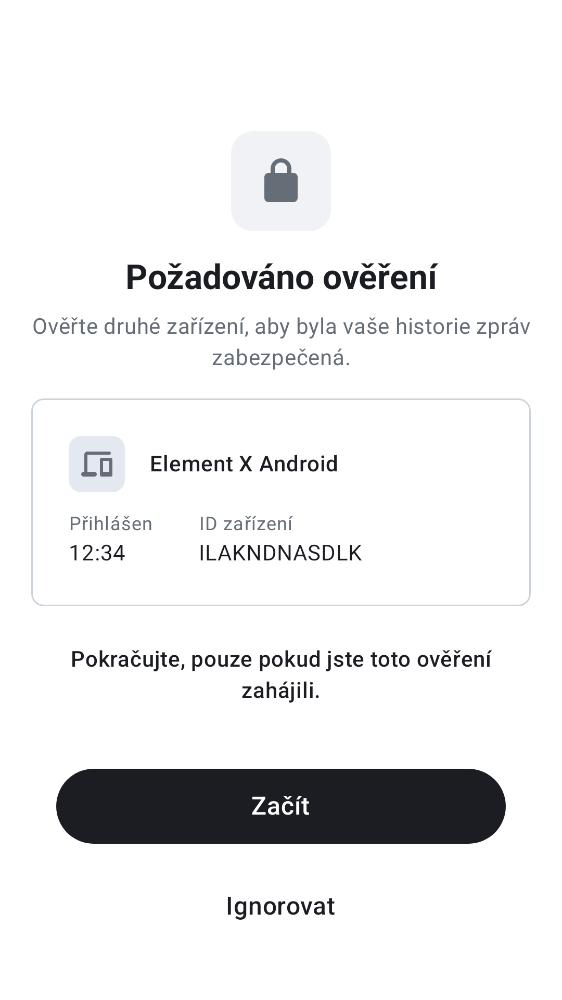 Požadováno ověření
Ověřte druhé zařízení, aby byla vaše historie zpráv
zabezpečená.
Element X Android
Přihlášen
ID zařízení
12:34
ILAKNDNASDLK
Pokračujte, pouze pokud jste toto ověření
zahájili.
Začít
Ignorovat